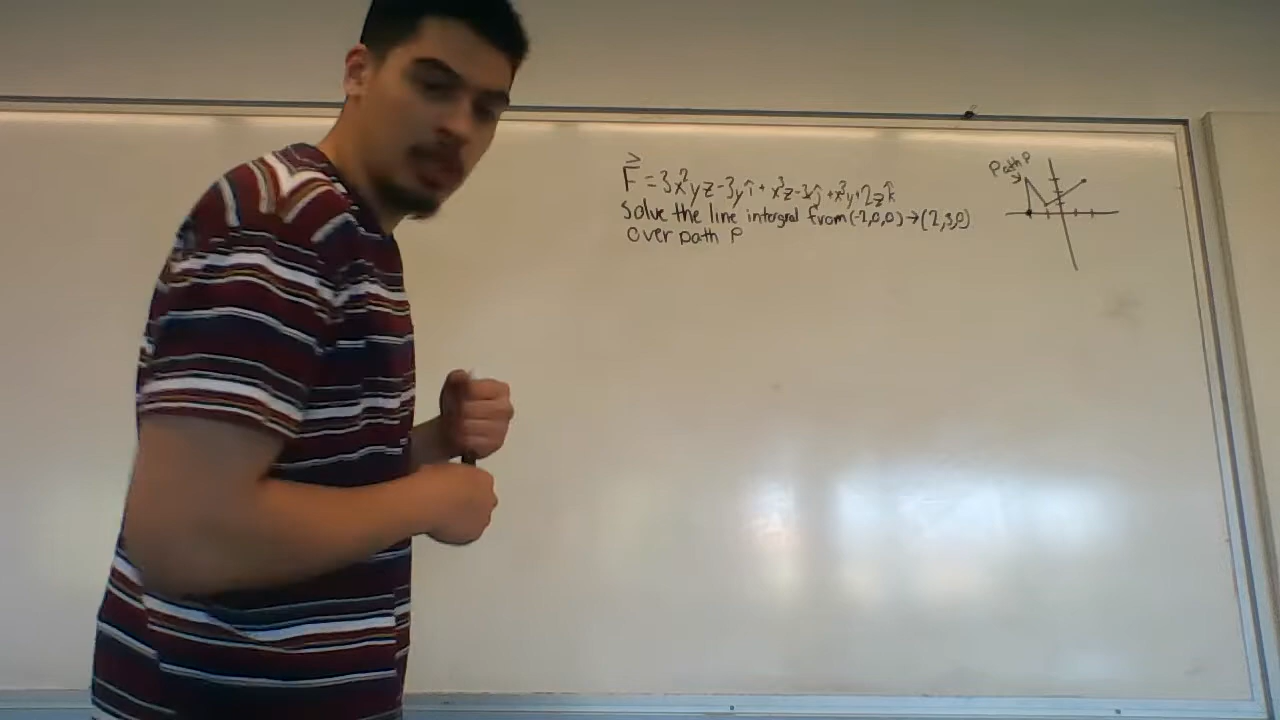 F⃗ = 3x²yz-3y î + x³z-3x ĵ + x³y+2z k̂
Solve the line intergral from (-2,0,0) → (2,3,0)
over path P
Path P